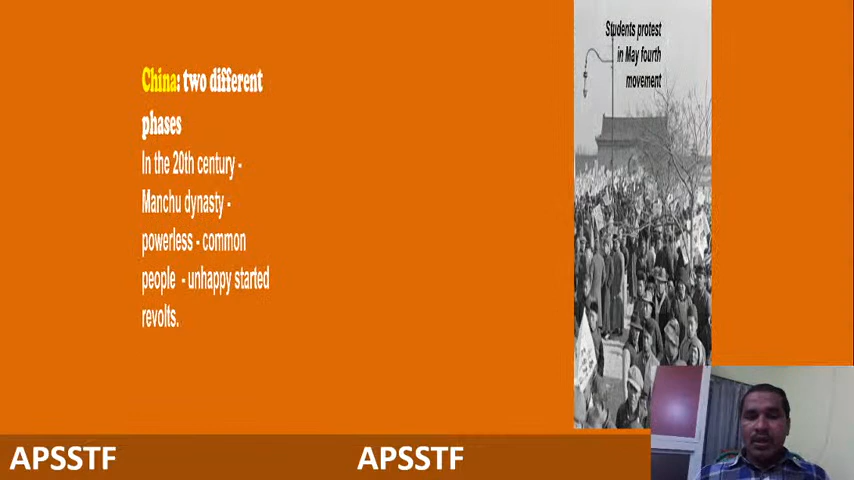 China: two different
phases
In the 20th century -
Manchu dynasty -
powerless - common
people - unhappy started
revolts.
Students protest
in May fourth
movement
APSSTF
APSSTF